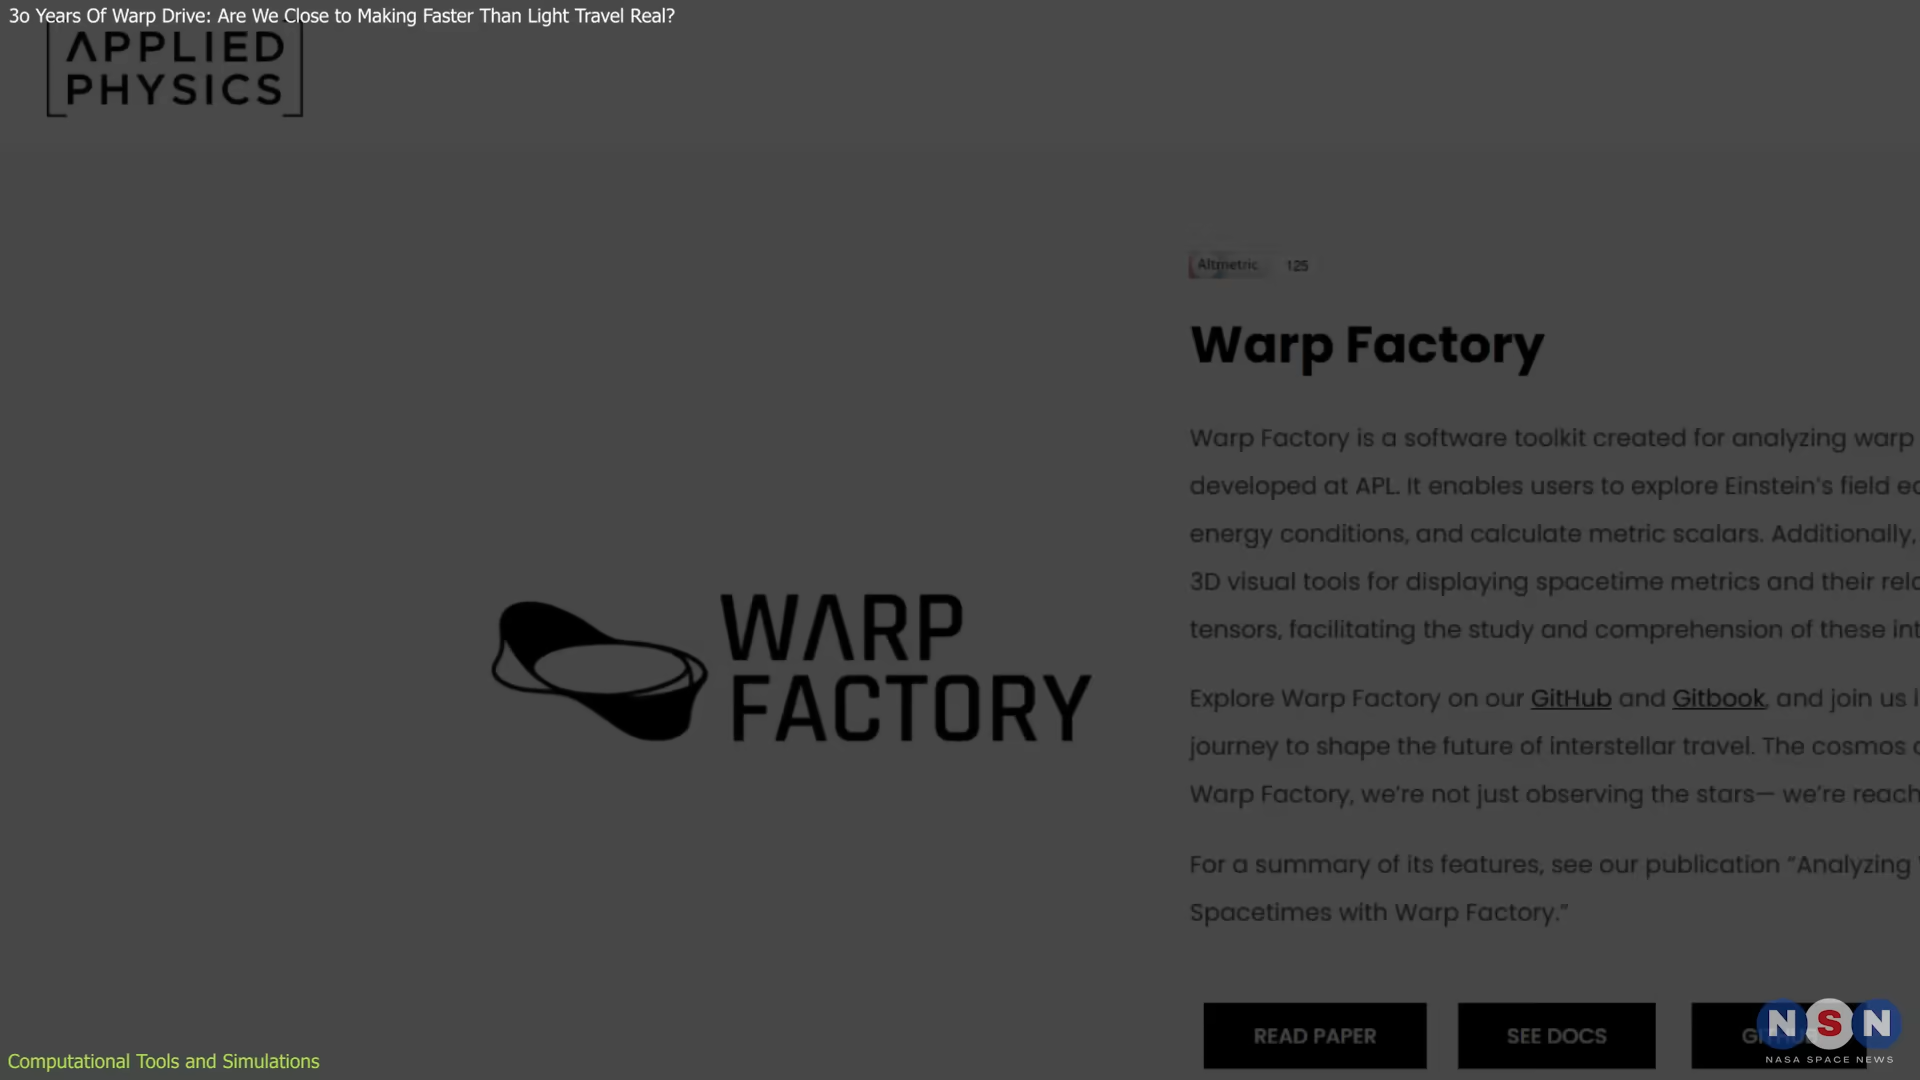 3o Years Of Warp Drive: Are We Close to Making Faster Than Light Travel Real?
APPLIED
PHYSICS
Altmetric 125
Warp Factory
Warp Factory is a software toolkit created for analyzing warp
developed at APL. It enables users to explore Einstein's field
energy conditions, and calculate metric scalars. Additionally,
3D visual tools for displaying spacetime metrics and their
tensors, facilitating the study and comprehension of these
WARP
FACTORY
Explore Warp Factory on our GitHub and Gitbook, and join us
journey to shape the future of interstellar travel. The cosmos
Warp Factory, we're not just observing the stars— we're
For a summary of its features, see our publication “Analyzing
Spacetimes with Warp Factory.”
READ PAPER
SEE DOCS
NSN
NASA SPACE NEWS
Computational Tools and Simulations